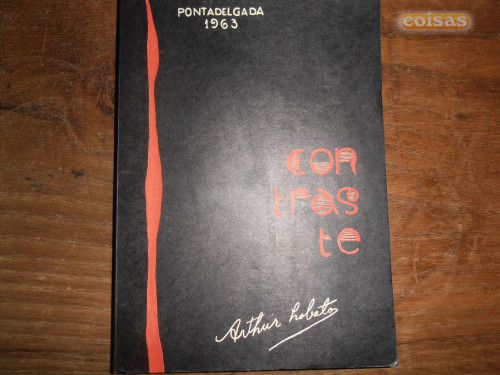 PONTADELGADA
1963
coisas
con
tras
te
Arthur Lobato